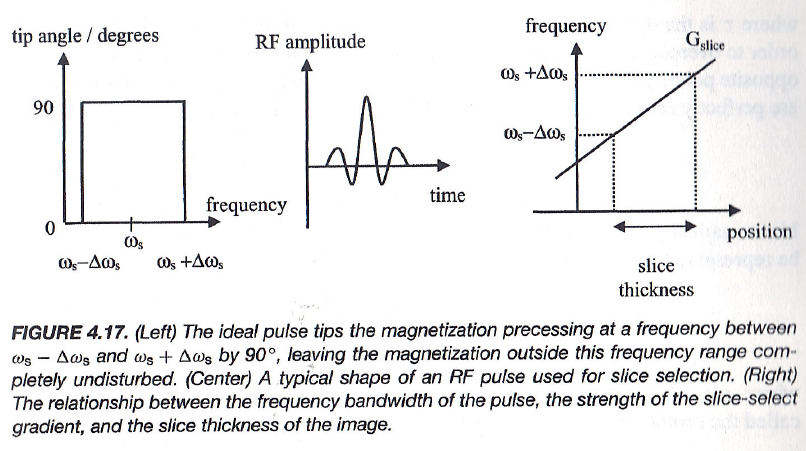 tip angle / degrees
90
0
frequency
ωs
ωs−Δωs
ωs +Δωs
RF amplitude
time
frequency
Gslice
ωs +Δωs
ωs−Δωs
position
slice
thickness
FIGURE 4.17. (Left) The ideal pulse tips the magnetization precessing at a frequency between
ωs − Δωs and ωs + Δωs by 90°, leaving the magnetization outside this frequency range com-
pletely undisturbed. (Center) A typical shape of an RF pulse used for slice selection. (Right)
The relationship between the frequency bandwidth of the pulse, the strength of the slice-select
gradient, and the slice thickness of the image.